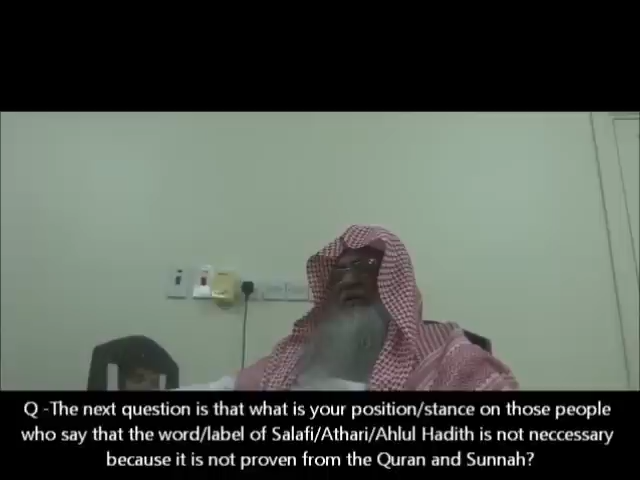 Q -The next question is that what is your position/stance on those people
who say that the word/label of Salafi/Athari/Ahlul Hadith is not neccessary
because it is not proven from the Quran and Sunnah?